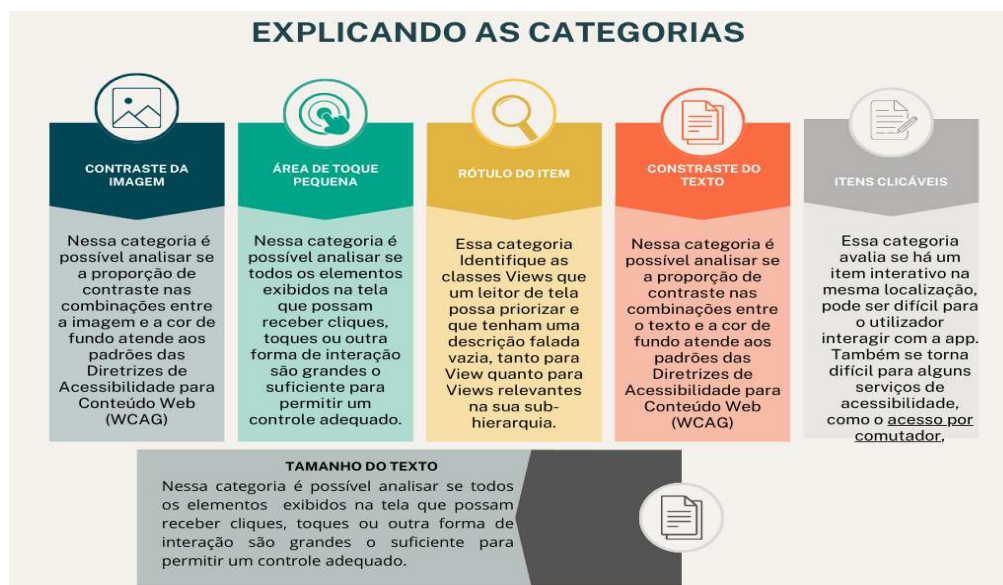 EXPLICANDO AS CATEGORIAS
CONTRASTE DA
IMAGEM
Nessa categoria é
possível analisar se
a proporção de
contraste nas
combinações entre
a imagem e a cor de
fundo atende aos
padrões das
Diretrizes de
Acessibilidade para
Conteúdo Web
(WCAG)
ÁREA DE TOQUE
PEQUENA
Nessa categoria é
possível analisar se
todos os elementos
exibidos na tela
que possam
receber cliques,
toques ou outra
forma de interação
são grandes o
suficiente para
permitir um
controle adequado.
RÓTULO DO ITEM
Essa categoria
Identifique as
classes Views que
um leitor de tela
possa priorizar e
que tenham uma
descrição falada
vazia, tanto para
View quanto para
Views relevantes
na sua sub-
hierarquia.
CONSTRASTE DO
TEXTO
Nessa categoria é
possível analisar se
a proporção de
contraste nas
combinações entre
o texto e a cor de
fundo atende aos
padrões das
Diretrizes de
Acessibilidade para
Conteúdo Web
(WCAG)
ITENS CLICÁVEIS
Essa categoria
avalia se há um
item interativo na
mesma localização,
pode ser difícil para
o utilizador
interagir com a app.
Também se torna
difícil para alguns
serviços de
acessibilidade,
como o acesso por
comutador,
TAMANHO DO TEXTO
Nessa categoria é possível analisar se todos
os elementos exibidos na tela que possam
receber cliques, toques ou outra forma de
interação são grandes o suficiente para
permitir um controle adequado.